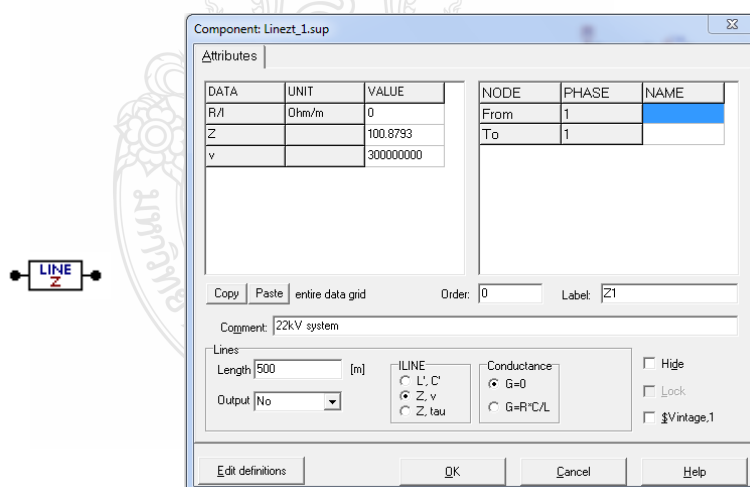 Component: Linezt_1.sup
Attributes
DATA UNIT VALUE
R/l Ohm/m 0
Z 100.8793
v 300000000
NODE PHASE NAME
From 1
To 1
LINE
Z
Copy Paste entire data grid Order: 0 Label: Z1
Comment: 22kV system
Lines
Length 500 [m]
Output No
ILINE
L', C'
Z, v
Z, tau
Conductance
G=0
G=R*C/L
Hide
Lock
$Vintage,1
Edit definitions OK Cancel Help